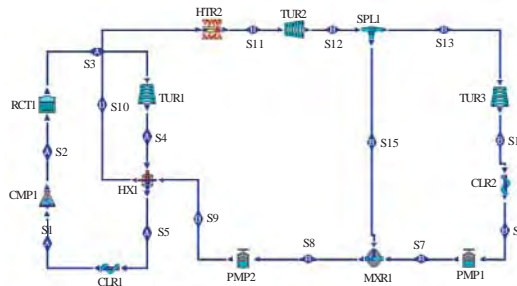 HTR2
TUR2
SPL1
S11
S12
S13
S3
RCT1
S10
TUR1
TUR3
S2
S4
S15
S1
CMP1
HX1
CLR2
S1
S5
S9
S8
S7
S
CLR1
PMP2
MXR1
PMP1